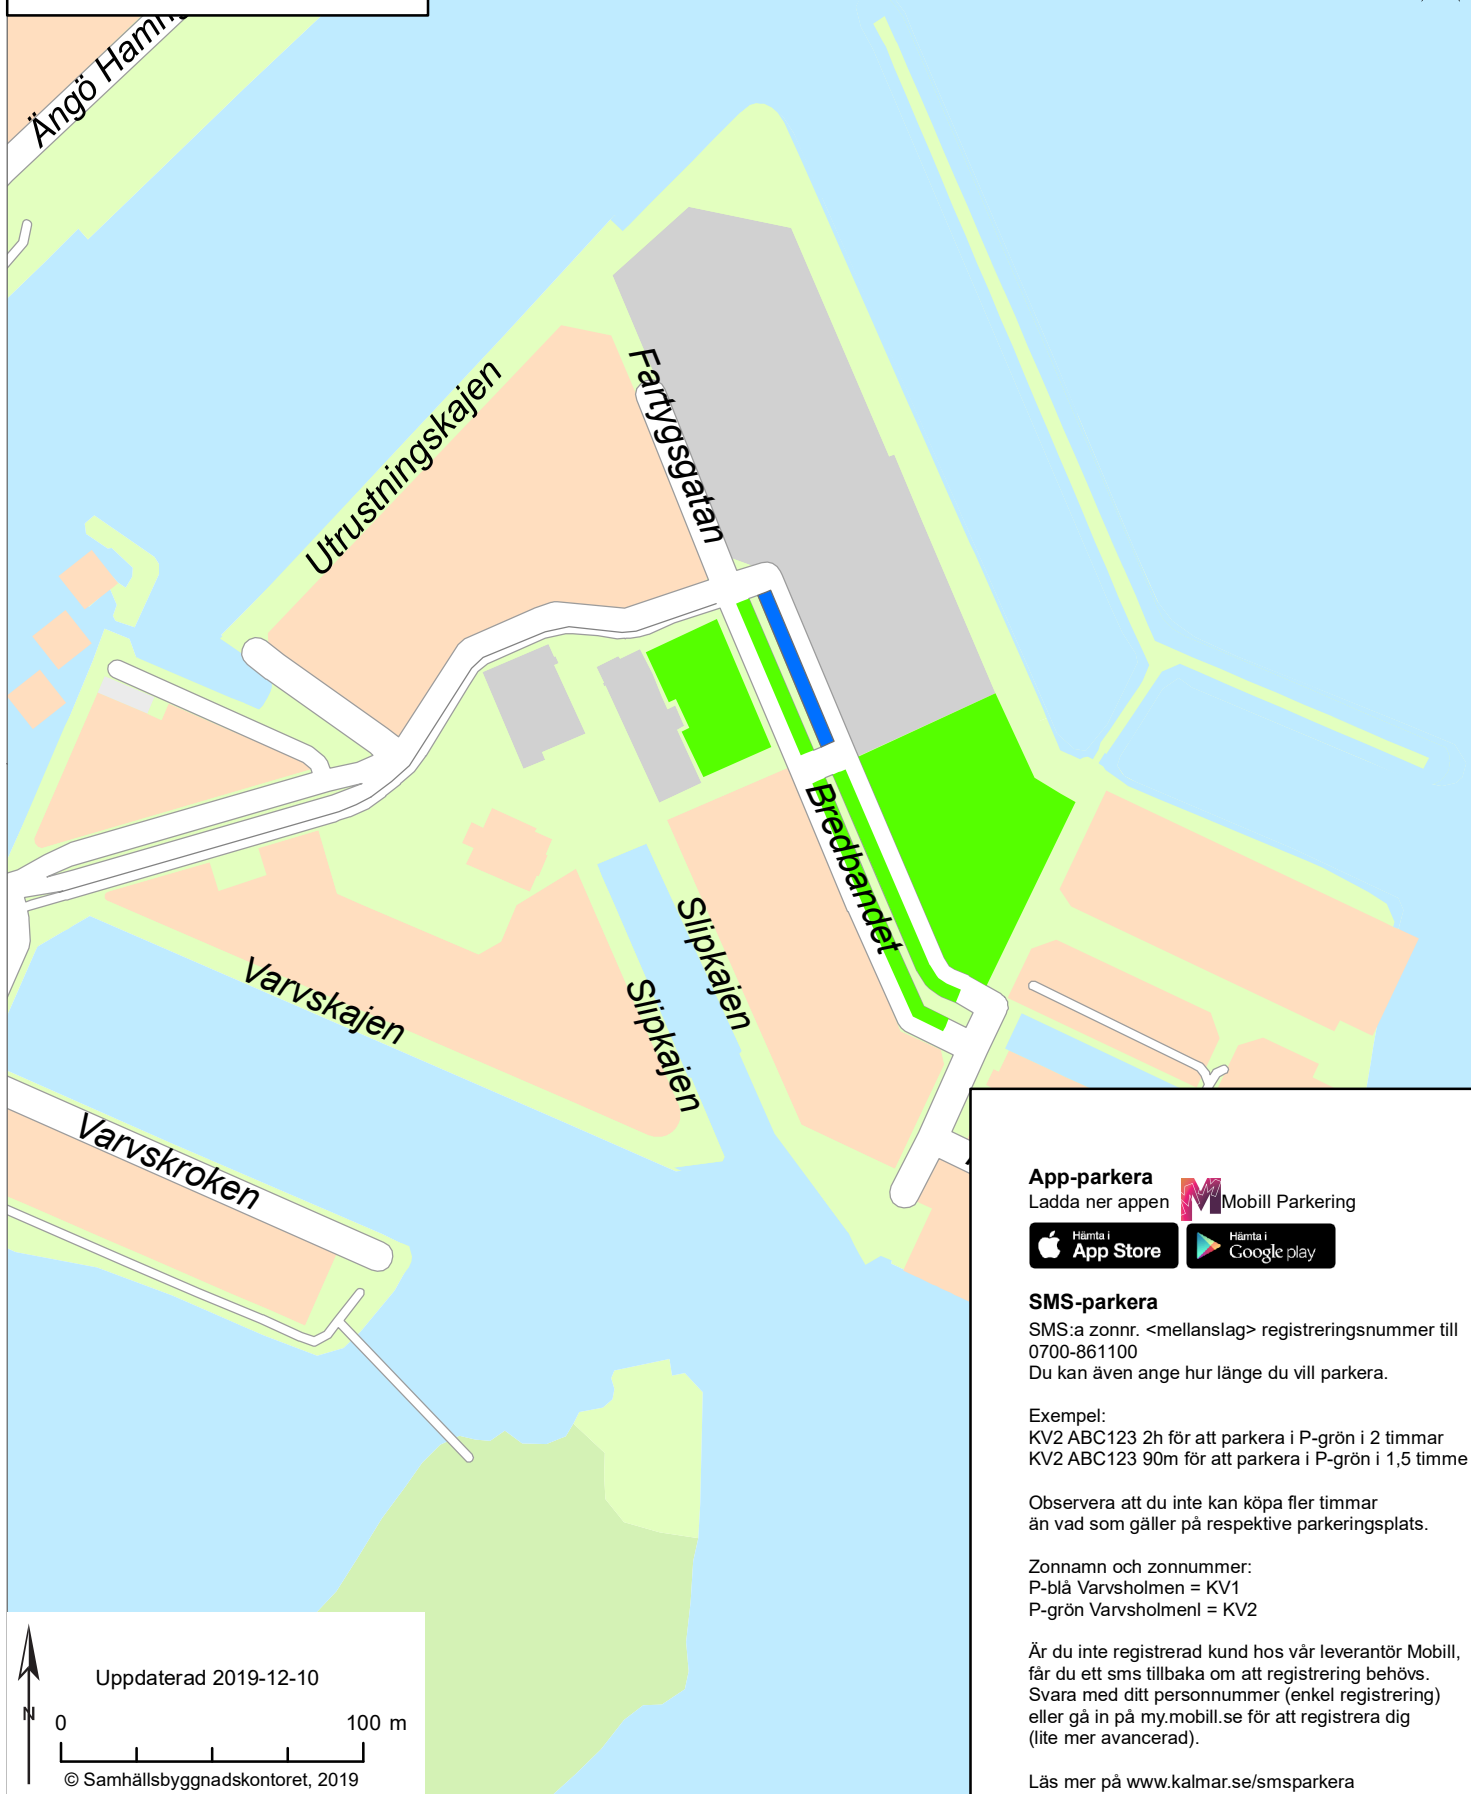 Ängö Hamng
Fartygsgatan
Utrustningskajen
Bredbandet
Slipkajen
Slipkajen
Varvskajen
Varvskroken
App-parkera
Ladda ner appen M Mobill Parkering
Hämta i
App Store
Hämta i
Google play
SMS-parkera
SMS:a zonnr. <mellanslag> registreringsnummer till
0700-861100
Du kan även ange hur länge du vill parkera.
Exempel:
KV2 ABC123 2h för att parkera i P-grön i 2 timmar
KV2 ABC123 90m för att parkera i P-grön i 1,5 timme
Observera att du inte kan köpa fler timmar
än vad som gäller på respektive parkeringsplats.
Zonnamn och zonnummer:
P-blå Varvsholmen = KV1
P-grön Varvsholmenl = KV2
Är du inte registrerad kund hos vår leverantör Mobill,
får du ett sms tillbaka om att registrering behövs.
Svara med ditt personnummer (enkel registrering)
eller gå in på my.mobill.se för att registrera dig
(lite mer avancerad).
Läs mer på www.kalmar.se/smsparkera
Uppdaterad 2019-12-10
N
0 100 m
© Samhällsbyggnadskontoret, 2019